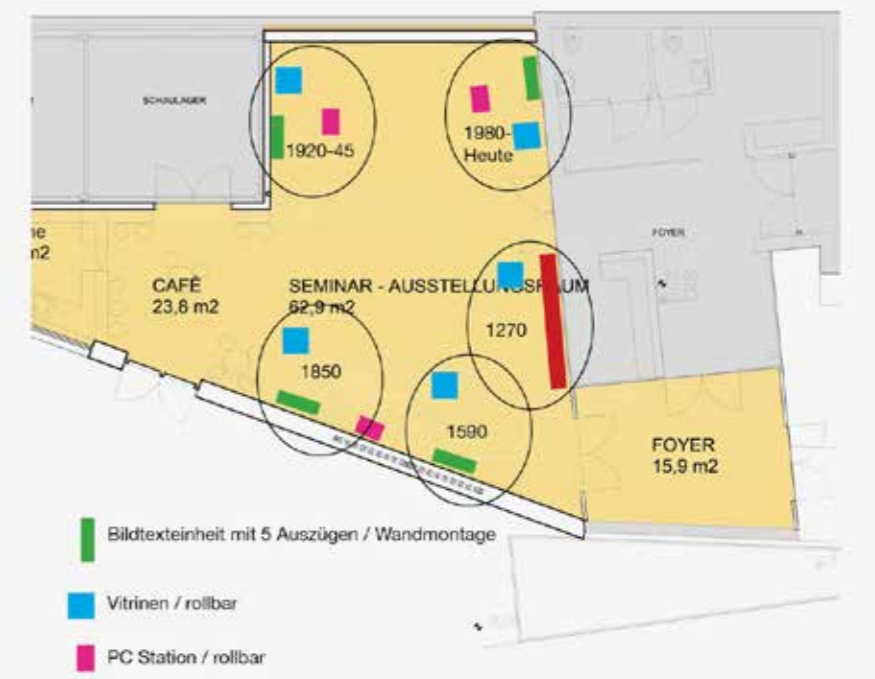 SCHAULAGER
1920-45
1980-
Heute
FOYER
m2
CAFÉ
23,8 m2
SEMINAR - AUSSTELLUNGSRAUM
62,9 m2
1270
1850
1590
FOYER
15,9 m2
Bildtexteinheit mit 5 Auszügen / Wandmontage
Vitrinen / rollbar
PC Station / rollbar